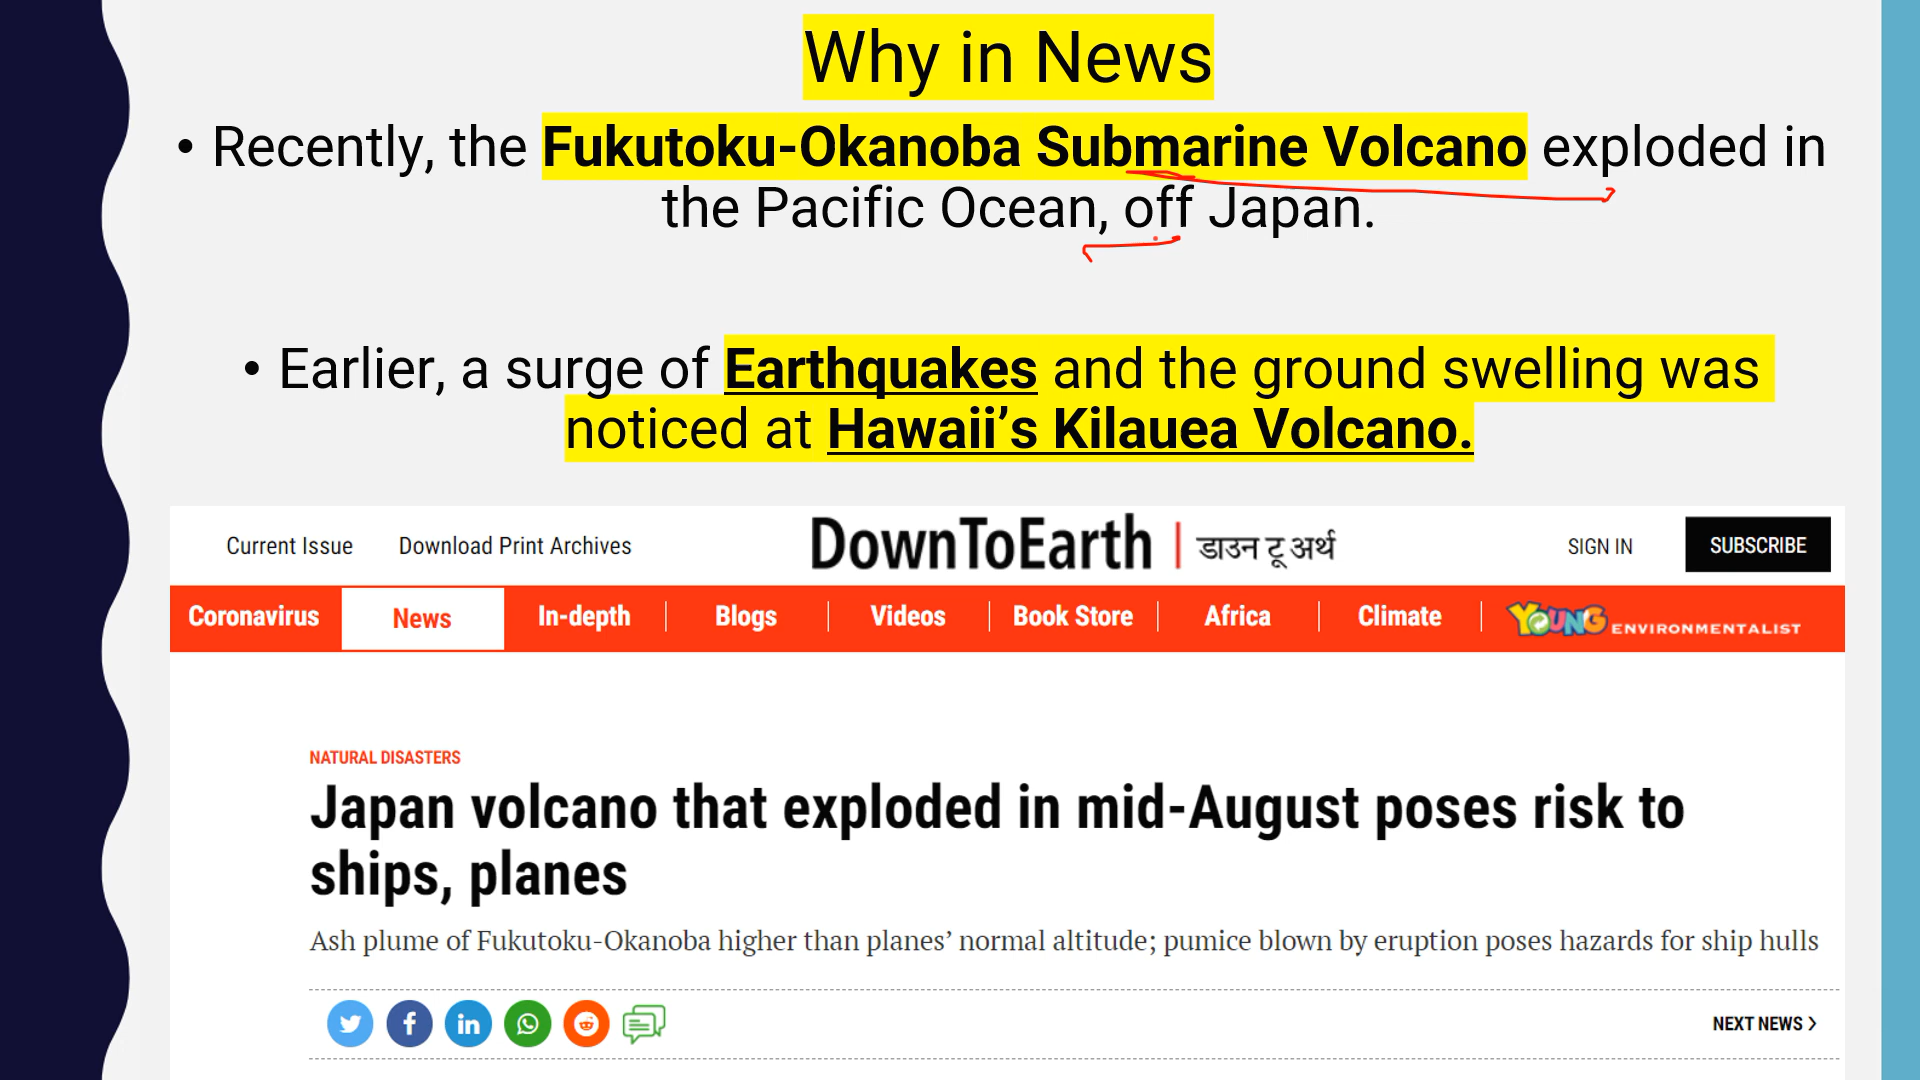 Why in News
• Recently, the Fukutoku-Okanoba Submarine Volcano exploded in
the Pacific Ocean, off Japan.
• Earlier, a surge of Earthquakes and the ground swelling was
noticed at Hawaii’s Kilauea Volcano.
Current Issue Download Print Archives DownToEarth | डाउन टू अर्थ SIGN IN SUBSCRIBE
Coronavirus News In-depth Blogs Videos Book Store Africa Climate YOUNG ENVIRONMENTALIST
NATURAL DISASTERS
Japan volcano that exploded in mid-August poses risk to
ships, planes
Ash plume of Fukutoku-Okanoba higher than planes’ normal altitude; pumice blown by eruption poses hazards for ship hulls
NEXT NEWS >